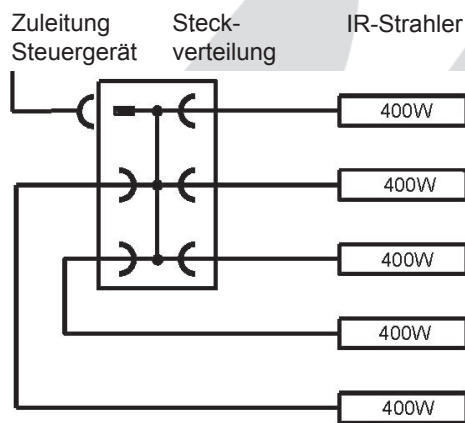 Zuleitung
Steuergerät
Steck-
verteilung
IR-Strahler
400W
400W
400W
400W
400W